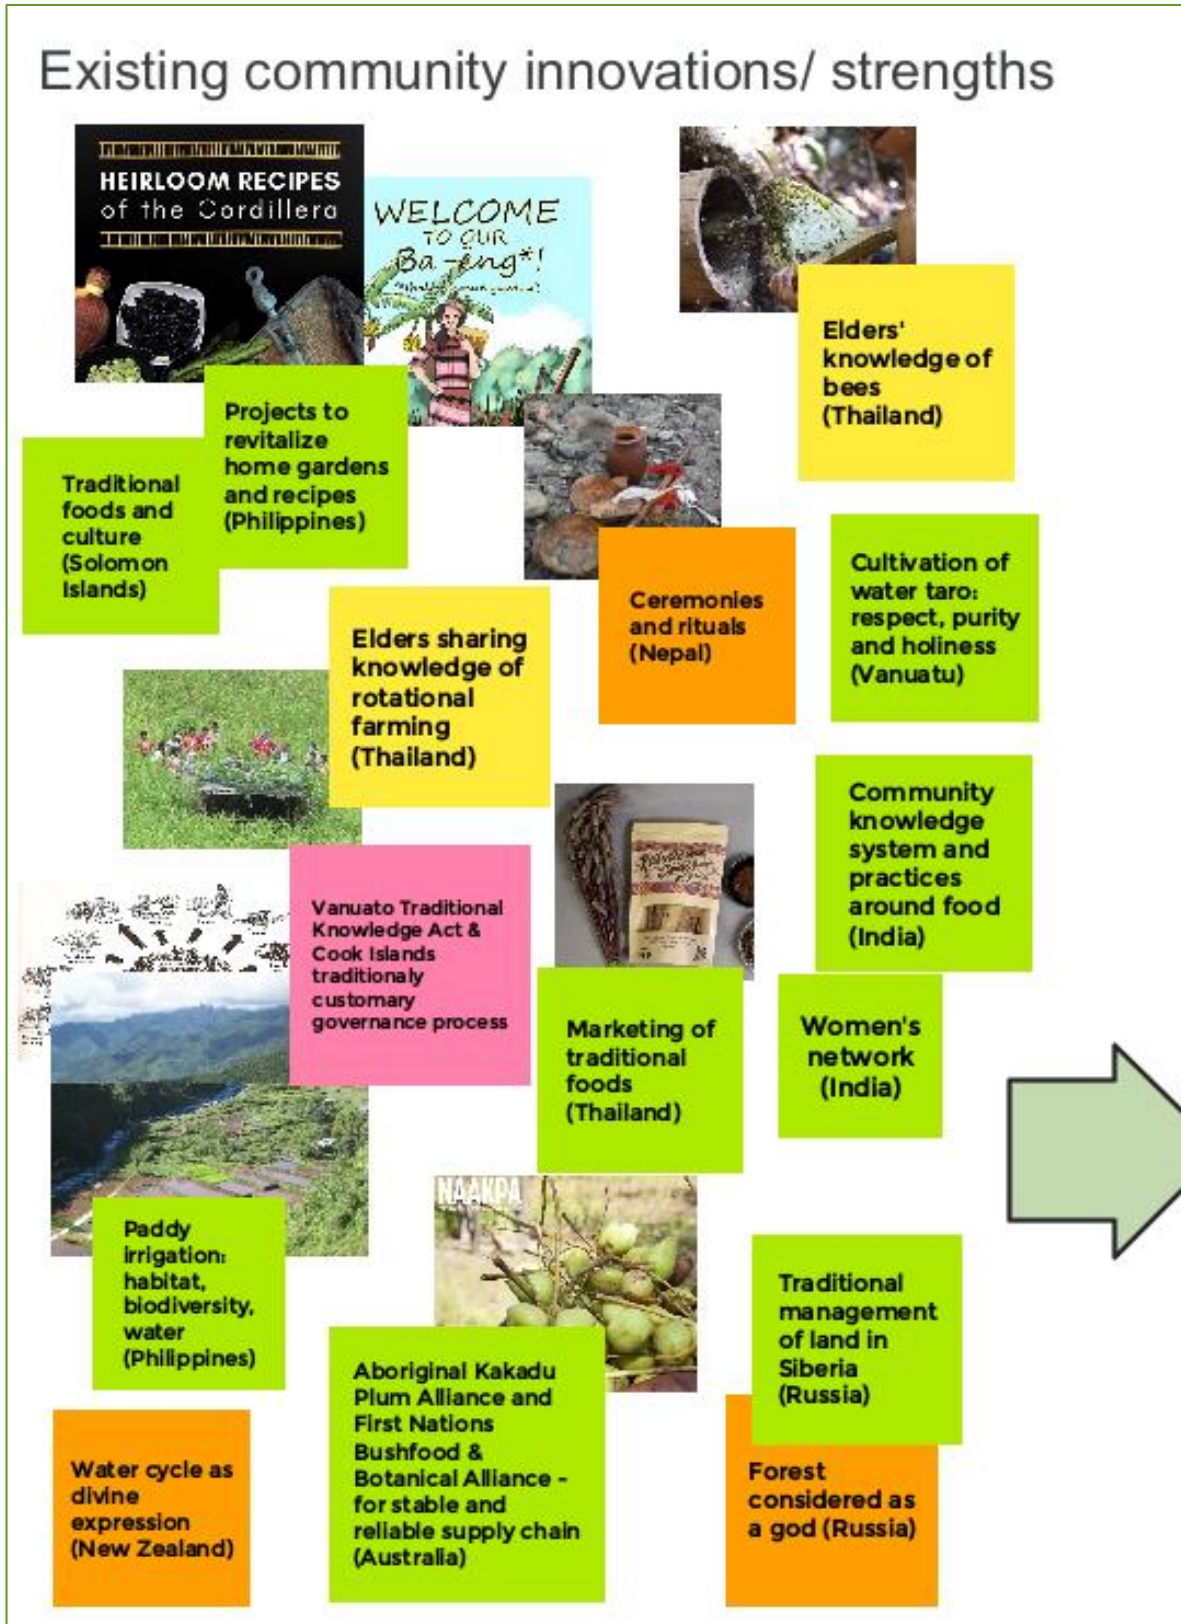 Existing community innovations/ strengths
HEIRLOOM RECIPES
of the Cordillera
WELCOME
TO OUR
Ba-eng*!
Elders'
knowledge of
bees
(Thailand)
Projects to
revitalize
home gardens
and recipes
(Philippines)
Traditional
foods and
culture
(Solomon
Islands)
Ceremonies
and rituals
(Nepal)
Cultivation of
water taro:
respect, purity
and holiness
(Vanuatu)
Elders sharing
knowledge of
rotational
farming
(Thailand)
Community
knowledge
system and
practices
around food
(India)
Vanuato Traditional
Knowledge Act &
Cook Islands
traditionaly
customary
governance process
Marketing of
traditional
foods
(Thailand)
Women's
network
(India)
NAAKPA
Paddy
irrigation:
habitat,
biodiversity,
water
(Philippines)
Traditional
management
of land in
Siberia
(Russia)
Aboriginal Kakadu
Plum Alliance and
First Nations
Bushfood &
Botanical Alliance -
for stable and
reliable supply chain
(Australia)
Water cycle as
divine
expression
(New Zealand)
Forest
considered as
a god (Russia)